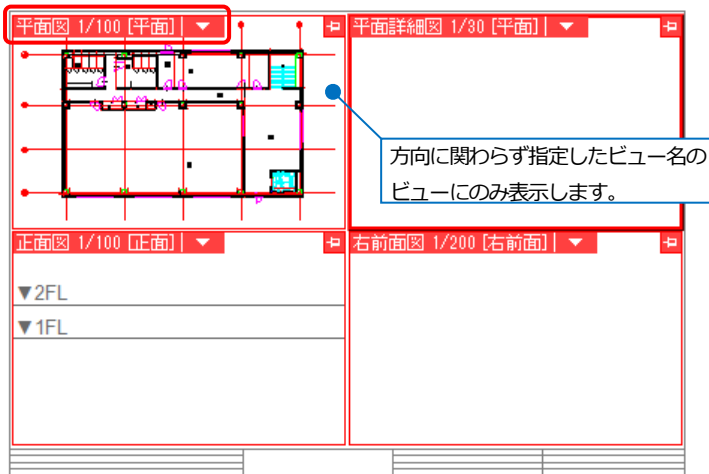 平面図 1/100 [平面]
平面詳細図 1/30 [平面]
方向に関わらず指定したビュー名の
ビューにのみ表示します。
正面図 1/100 [正面]
右前面図 1/200 [右前面]
▼2FL
▼1FL